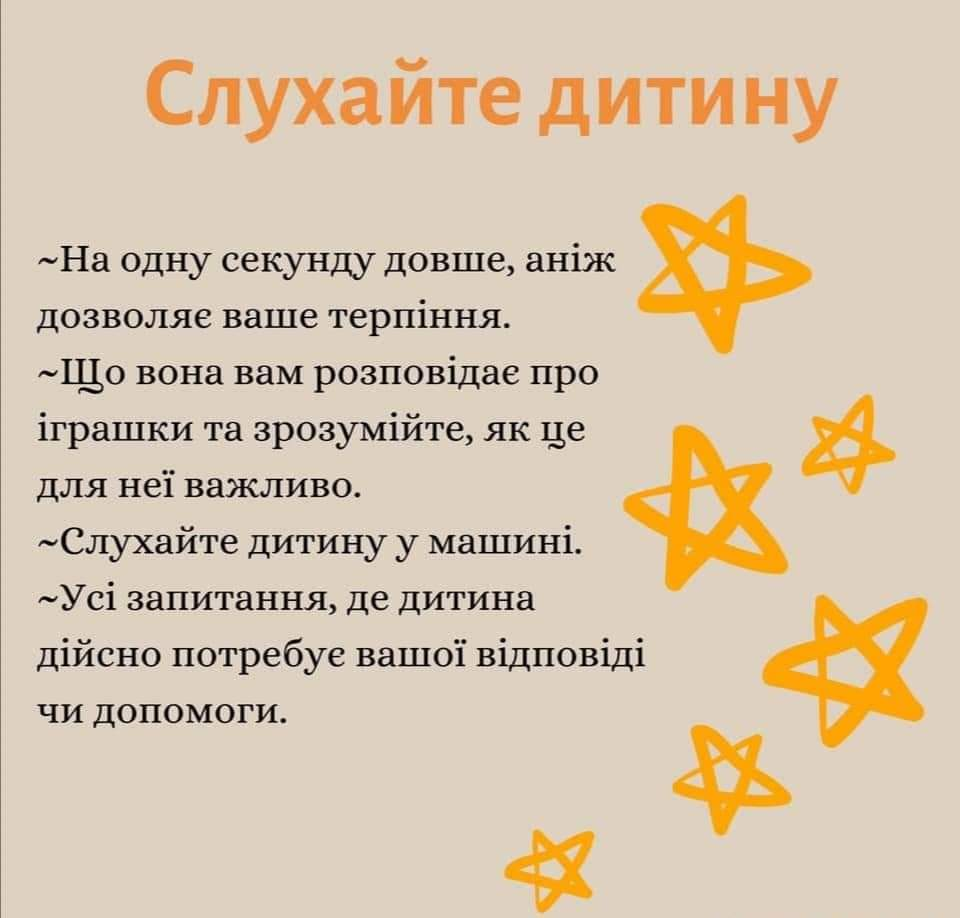 Слухайте дитину
~На одну секунду довше, аніж
дозволяє ваше терпіння.
~Що вона вам розповідає про
іграшки та зрозумійте, як це
для неї важливо.
~Слухайте дитину у машині.
~Усі запитання, де дитина
дійсно потребує вашої відповіді
чи допомоги.